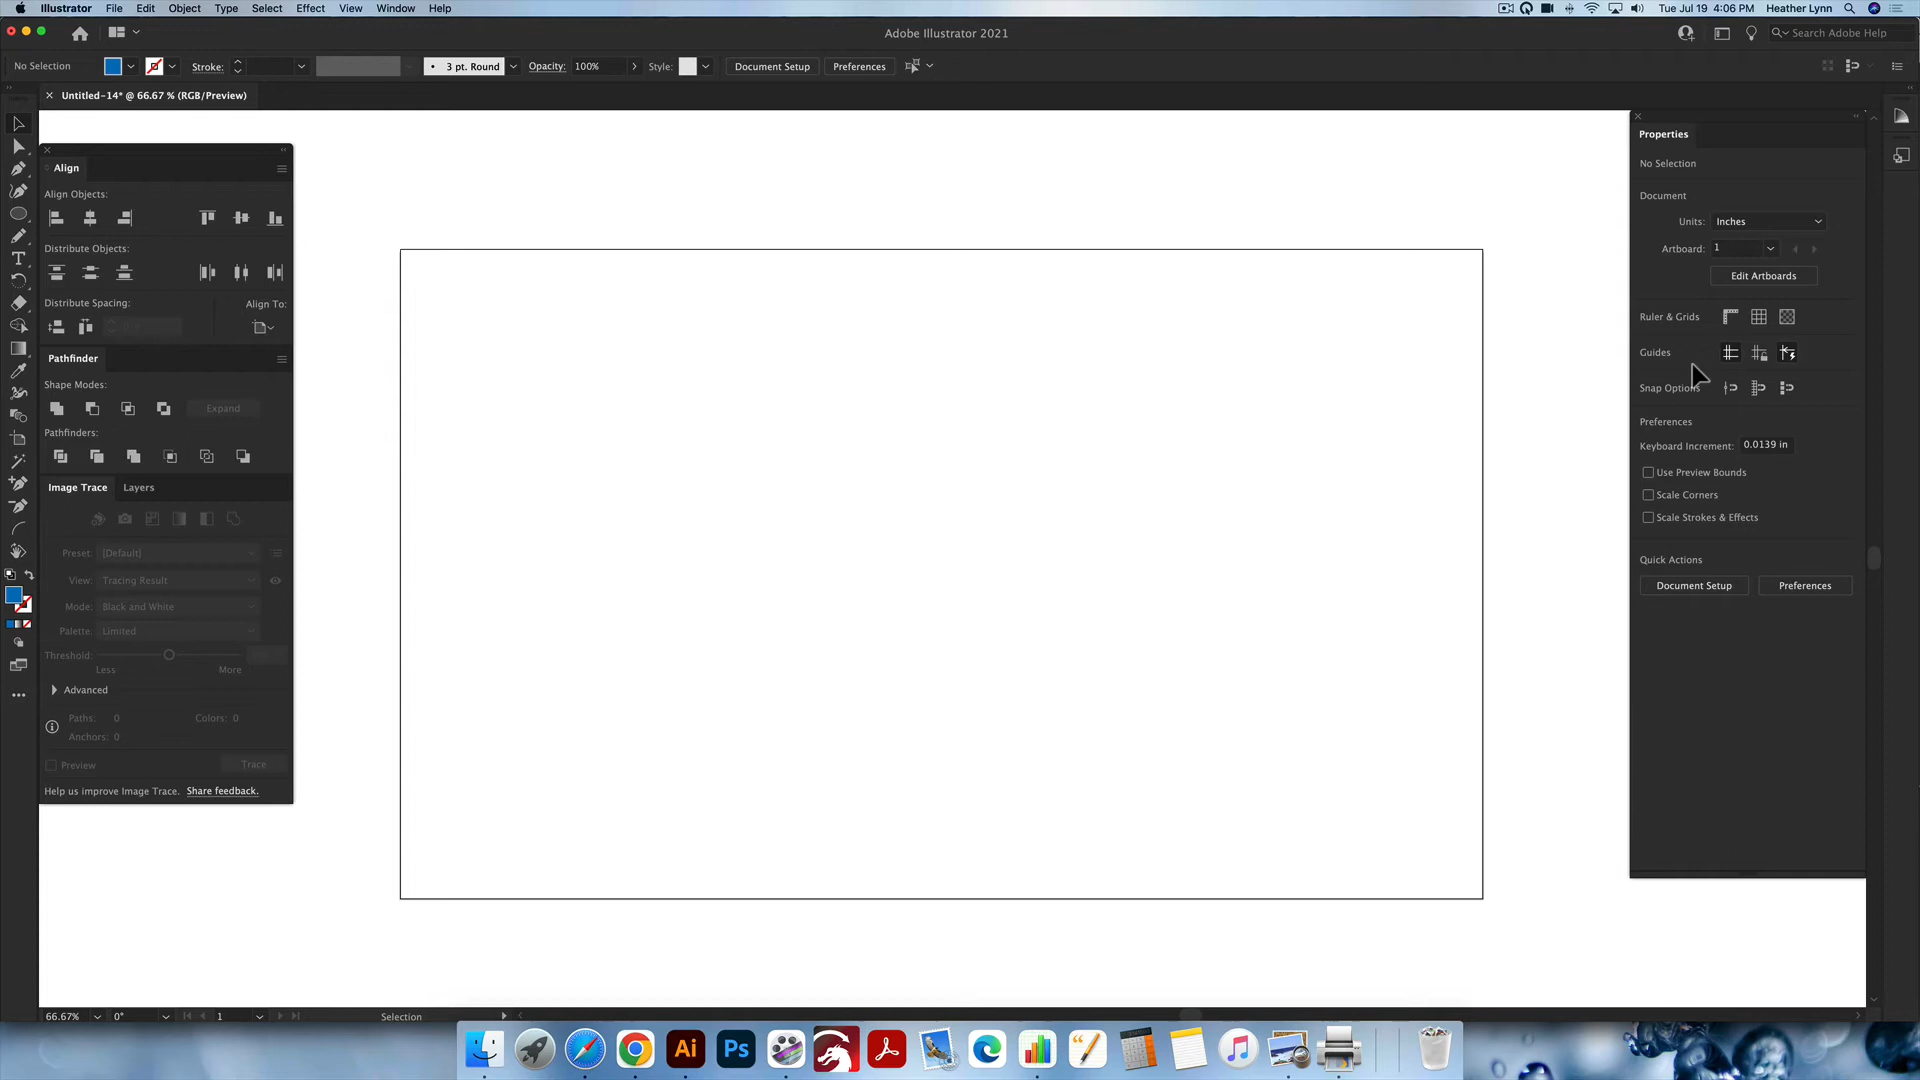 Illustrator File Edit Object Type Select Effect View Window Help Tue Jul 19 4:06 PM Heather Lynn
Adobe Illustrator 2021 Search Adobe Help
No Selection Stroke: 3 pt. Round Opacity: 100% Style: Document Setup Preferences
Untitled-14* @ 66.67 % (RGB/Preview)
Align
Align Objects:
Distribute Objects:
Distribute Spacing: Align To:
Pathfinder
Shape Modes:
Expand
Pathfinders:
Image Trace Layers
Preset: [Default]
View: Tracing Result
Mode: Black and White
Palette: Limited
Threshold:
Less More
Advanced
Paths: 0 Colors: 0
Anchors: 0
Preview Trace
Help us improve Image Trace. Share feedback.
Properties
No Selection
Document
Units: Inches
Artboard: 1
Edit Artboards
Ruler & Grids
Guides
Snap Options
Preferences
Keyboard Increment: 0.0139 in
Use Preview Bounds
Scale Corners
Scale Strokes & Effects
Quick Actions
Document Setup Preferences
66.67% 0° 1 Selection
Ai Ps